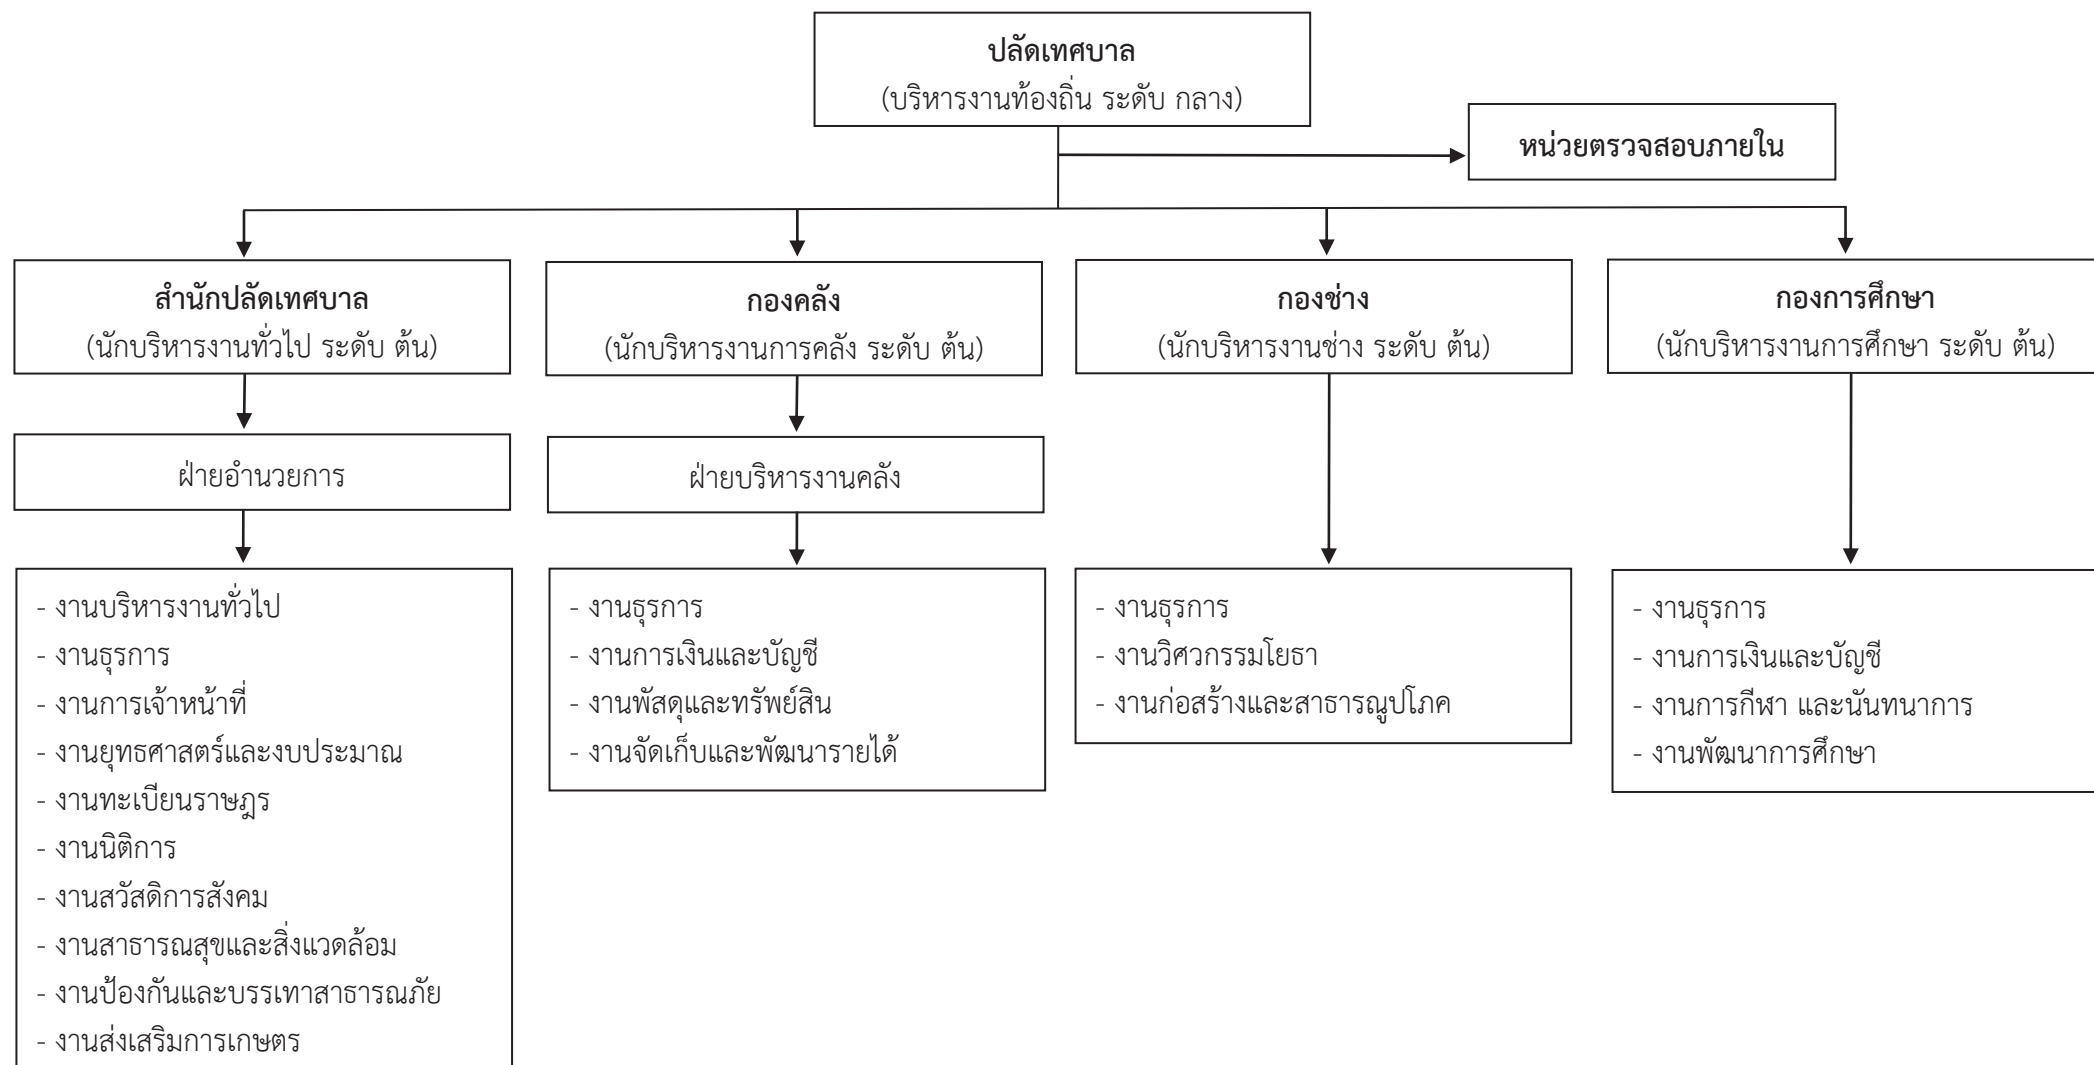 ปลัดเทศบาล
(บริหารงานท้องถิ่น ระดับ กลาง)
หน่วยตรวจสอบภายใน
สำนักปลัดเทศบาล
(นักบริหารงานทั่วไป ระดับ ต้น)
กองคลัง
(นักบริหารงานการคลัง ระดับ ต้น)
กองช่าง
(นักบริหารงานช่าง ระดับ ต้น)
กองการศึกษา
(นักบริหารงานการศึกษา ระดับ ต้น)
ฝ่ายอำนวยการ
ฝ่ายบริหารงานคลัง
- งานบริหารงานทั่วไป
- งานธุรการ
- งานการเจ้าหน้าที่
- งานยุทธศาสตร์และงบประมาณ
- งานทะเบียนราษฎร
- งานนิติการ
- งานสวัสดิการสังคม
- งานสาธารณสุขและสิ่งแวดล้อม
- งานป้องกันและบรรเทาสาธารณภัย
- งานส่งเสริมการเกษตร
- งานธุรการ
- งานการเงินและบัญชี
- งานพัสดุและทรัพย์สิน
- งานจัดเก็บและพัฒนารายได้
- งานธุรการ
- งานวิศวกรรมโยธา
- งานก่อสร้างและสาธารณูปโภค
- งานธุรการ
- งานการเงินและบัญชี
- งานการกีฬา และนันทนาการ
- งานพัฒนาการศึกษา